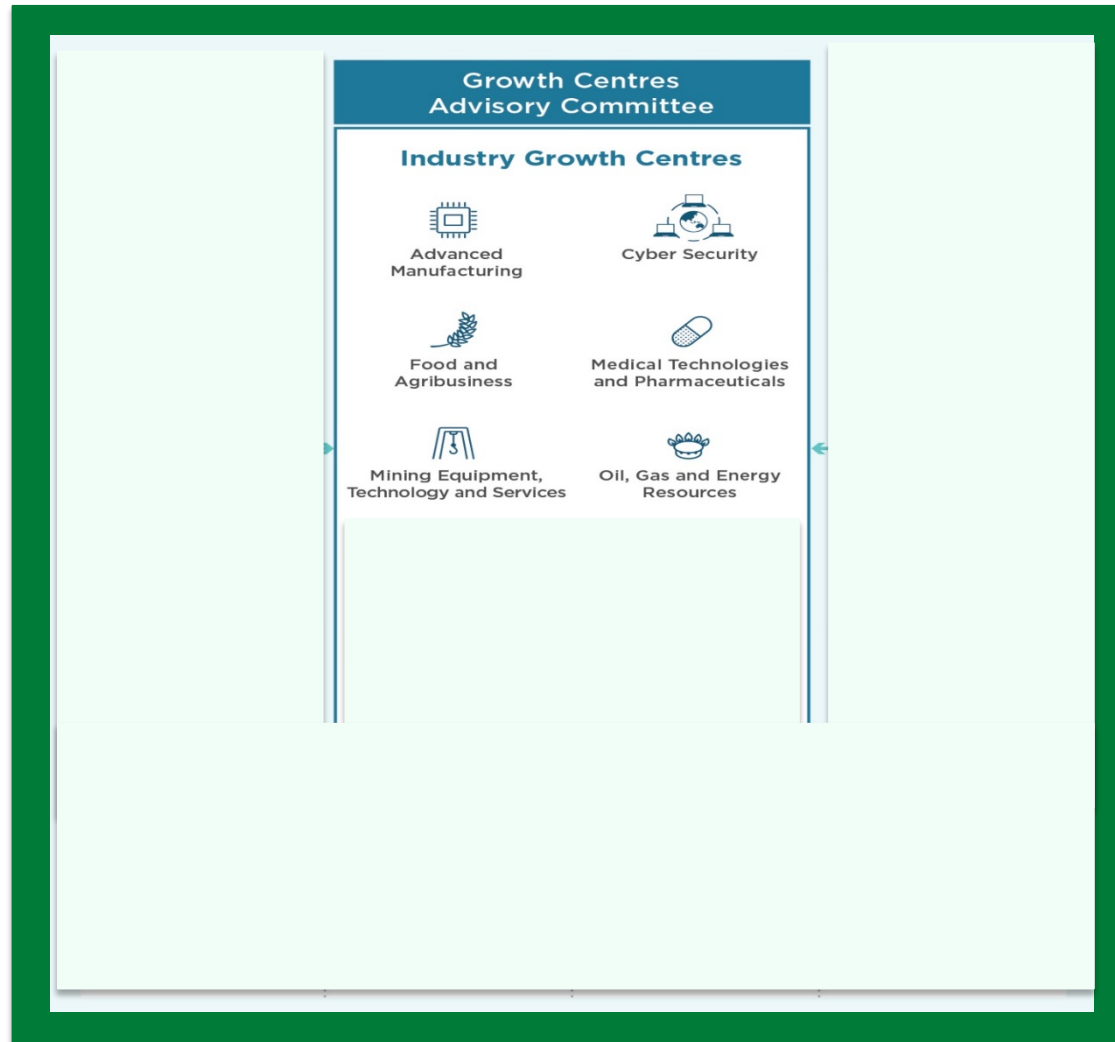 Growth Centres
Advisory Committee
Industry Growth Centres
Advanced
Manufacturing
Cyber Security
Food and
Agribusiness
Medical Technologies
and Pharmaceuticals
Mining Equipment,
Technology and Services
Oil, Gas and Energy
Resources